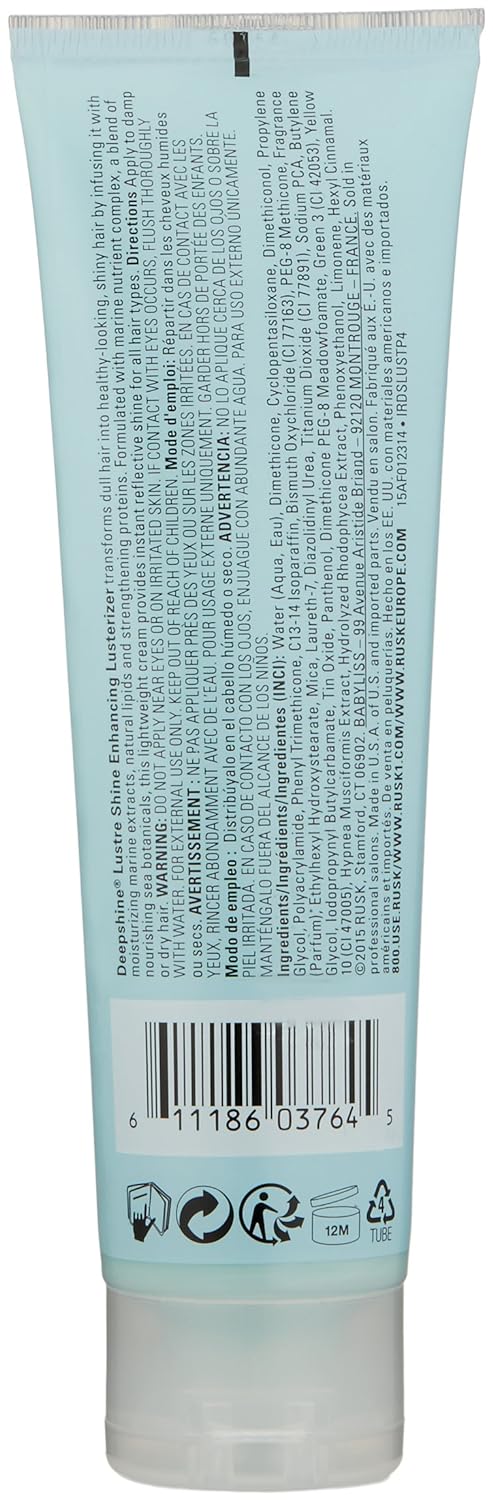 Deepshine® Lustre Shine Enhancing Lusterizer transforms dull hair into healthy-looking, shiny hair by infusing it with
moisturizing marine extracts, natural lipids and strengthening proteins. Formulated with marine nutrient complex, a blend of
nourishing sea botanicals, this lightweight cream provides instant reflective shine for all hair types. Directions Apply to damp
or dry hair. WARNING: DO NOT APPLY NEAR EYES OR ON IRRITATED SKIN. IF CONTACT WITH EYES OCCURS, FLUSH THOROUGHLY
WITH WATER. FOR EXTERNAL USE ONLY. KEEP OUT OF REACH OF CHILDREN. Mode d'emploi: Répartir dans les cheveux humides
ou secs. AVERTISSEMENT : NE PAS APPLIQUER PRÈS DES YEUX OU SUR LES ZONES IRRITÉES. EN CAS DE CONTACT AVEC LES
YEUX, RINCER ABONDAMMENT AVEC DE L'EAU. POUR USAGE EXTERNE UNIQUEMENT. GARDER HORS DE PORTÉE DES ENFANTS.
Modo de empleo: Distribúyalo en el cabello húmedo o seco. ADVERTENCIA: NO LO APLIQUE CERCA DE LOS OJOS O SOBRE LA
PIEL IRRITADA. EN CASO DE CONTACTO CON LOS OJOS, ENJUAGUE CON ABUNDANTE AGUA. PARA USO EXTERNO ÚNICAMENTE.
MANTÉNGALO FUERA DEL ALCANCE DE LOS NIÑOS.
Ingredients/Ingrédients/Ingredientes (INCI): Water (Aqua, Eau), Dimethicone, Cyclopentasiloxane, Dimethiconol, Propylene
Glycol, Polyacrylamide, Phenyl Trimethicone, C13-14 Isoparaffin, Bismuth Oxychloride (CI 77163), PEG-8 Methicone, Fragrance
(Parfum), Ethylhexyl Hydroxystearate, Mica, Laureth-7, Diazolidinyl Urea, Titanium Dioxide (CI 77891), Sodium PCA, Butylene
Glycol, Iodopropynyl Butylcarbamate, Tin Oxide, Panthenol, Dimethicone PEG-8 Meadowfoamate, Green 3 (CI 42053), Yellow
10 (CI 47005), Hypnea Musciformis Extract, Hydrolyzed Rhodophycea Extract, Phenoxyethanol, Limonene, Hexyl Cinnamal.
©2015 RUSK, Stamford, CT 06902. BABYLISS – 99 Avenue Aristide Briand – 92120 MONTROUGE – FRANCE. Sold in
professional salons. Made in U.S.A. of U.S. and imported parts. Vendu en salon. Fabriqué aux E.-U. avec des matériaux
américains et importés. De venta en peluquerías. Hecho en los EE. UU. con materiales americanos e importados.
800.USE.RUSK/WWW.RUSK1.COM/WWW.RUSKEUROPE.COM 15AF012314 • IRDSLUSTP4
6 11186 03764 5
12M
4
TUBE